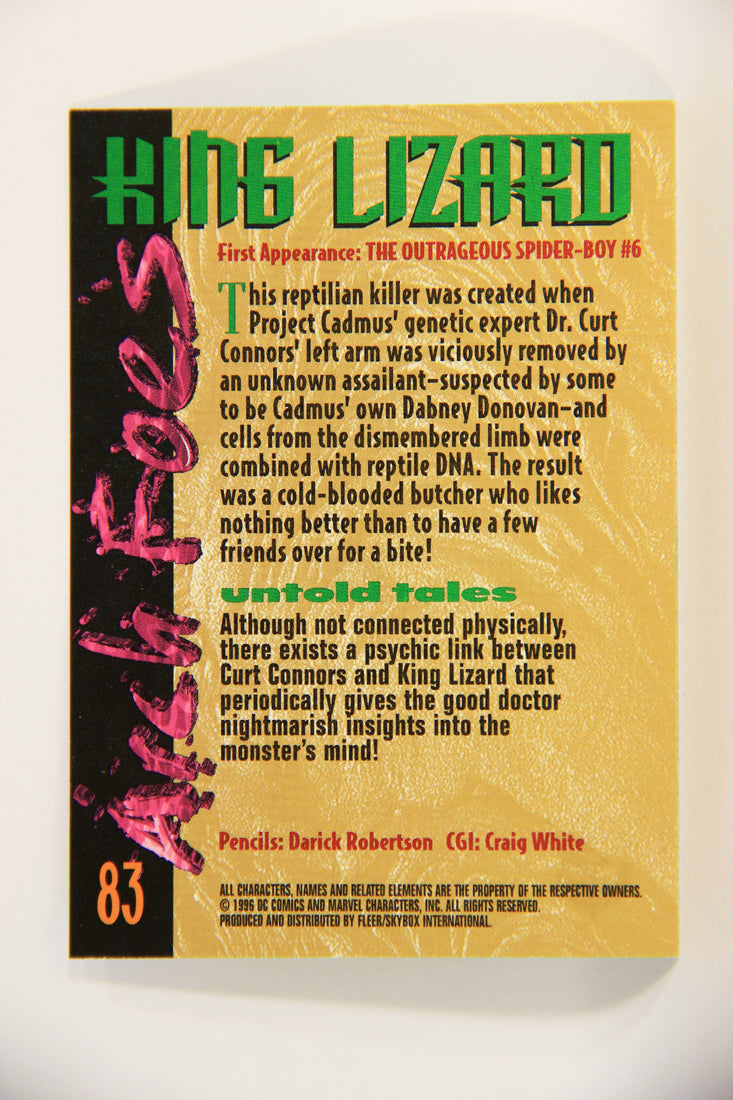 KING LIZARD
First Appearance: THE OUTRAGEOUS SPIDER-BOY #6
This reptilian killer was created when
Project Cadmus' genetic expert Dr. Curt
Connors' left arm was viciously removed by
an unknown assailant–suspected by some
to be Cadmus' own Dabney Donovan–and
cells from the dismembered limb were
combined with reptile DNA. The result
was a cold-blooded butcher who likes
nothing better than to have a few
friends over for a bite!
untold tales
Although not connected physically,
there exists a psychic link between
Curt Connors and King Lizard that
periodically gives the good doctor
nightmarish insights into the
monster's mind!
Pencils: Darick Robertson CGI: Craig White
Arch Foes
83
ALL CHARACTERS, NAMES AND RELATED ELEMENTS ARE THE PROPERTY OF THE RESPECTIVE OWNERS.
© 1996 DC COMICS AND MARVEL CHARACTERS, INC. ALL RIGHTS RESERVED.
PRODUCED AND DISTRIBUTED BY FLEER/SKYBOX INTERNATIONAL.